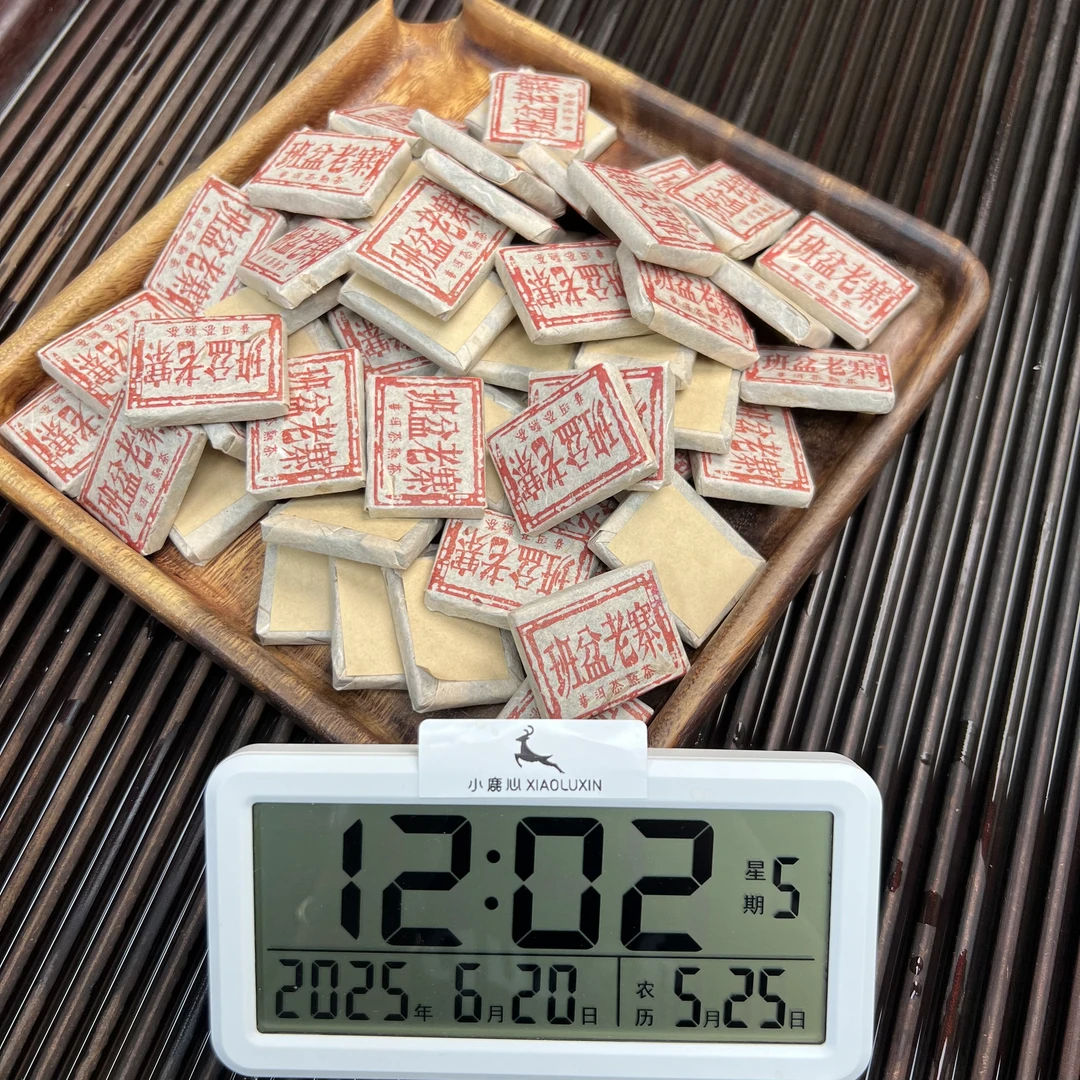 班盆老寨
普洱茶熟茶
小鹿心 XIAOLUXIN
12:02
星期5
2025年 6月20日
农历 5月25日